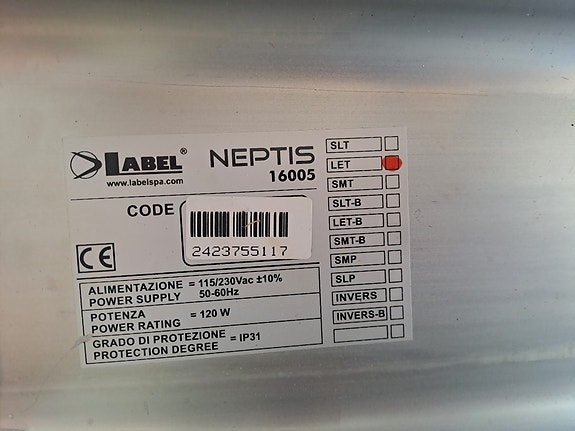 LABEL®
www.labelspa.com
NEPTIS
16005
CODE
2423755117
CE
ALIMENTAZIONE = 115/230Vac ±10%
POWER SUPPLY 50-60Hz
POTENZA
POWER RATING = 120 W
GRADO DI PROTEZIONE
PROTECTION DEGREE = IP31
SLT
LET
SMT
SLT-B
LET-B
SMT-B
SMP
SLP
INVERS
INVERS-B